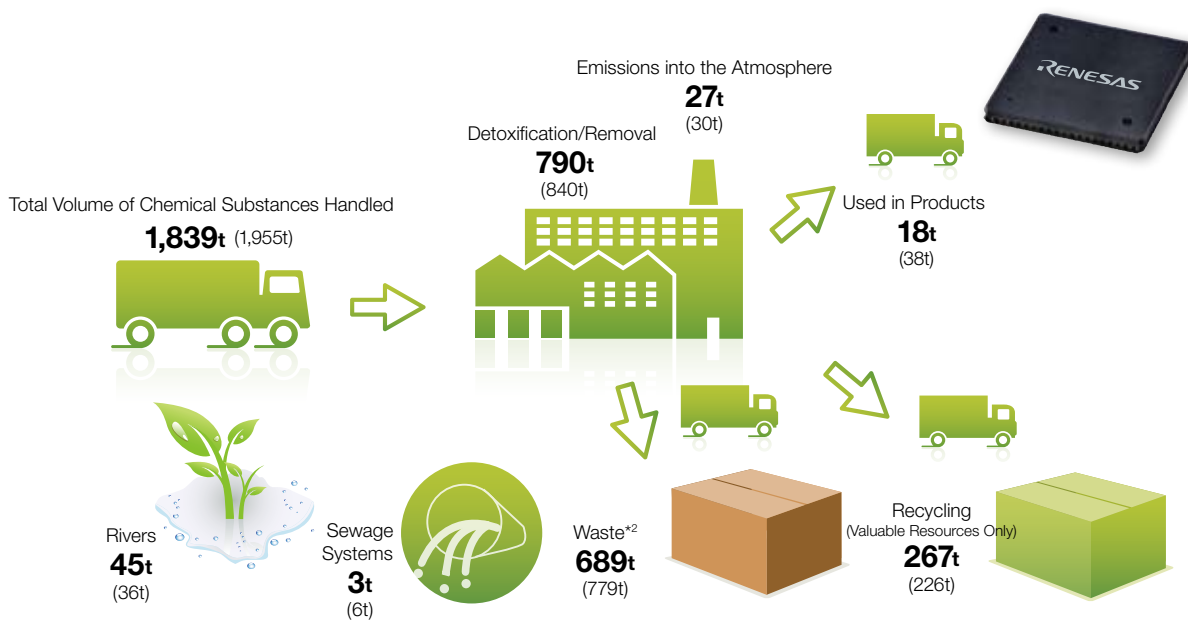 RENESAS
Emissions into the Atmosphere
27t
(30t)
Detoxification/Removal
790t
(840t)
Total Volume of Chemical Substances Handled
1,839t (1,955t)
Used in Products
18t
(38t)
Rivers
45t
(36t)
Sewage
Systems
3t
(6t)
Waste*2
689t
(779t)
Recycling
(Valuable Resources Only)
267t
(226t)